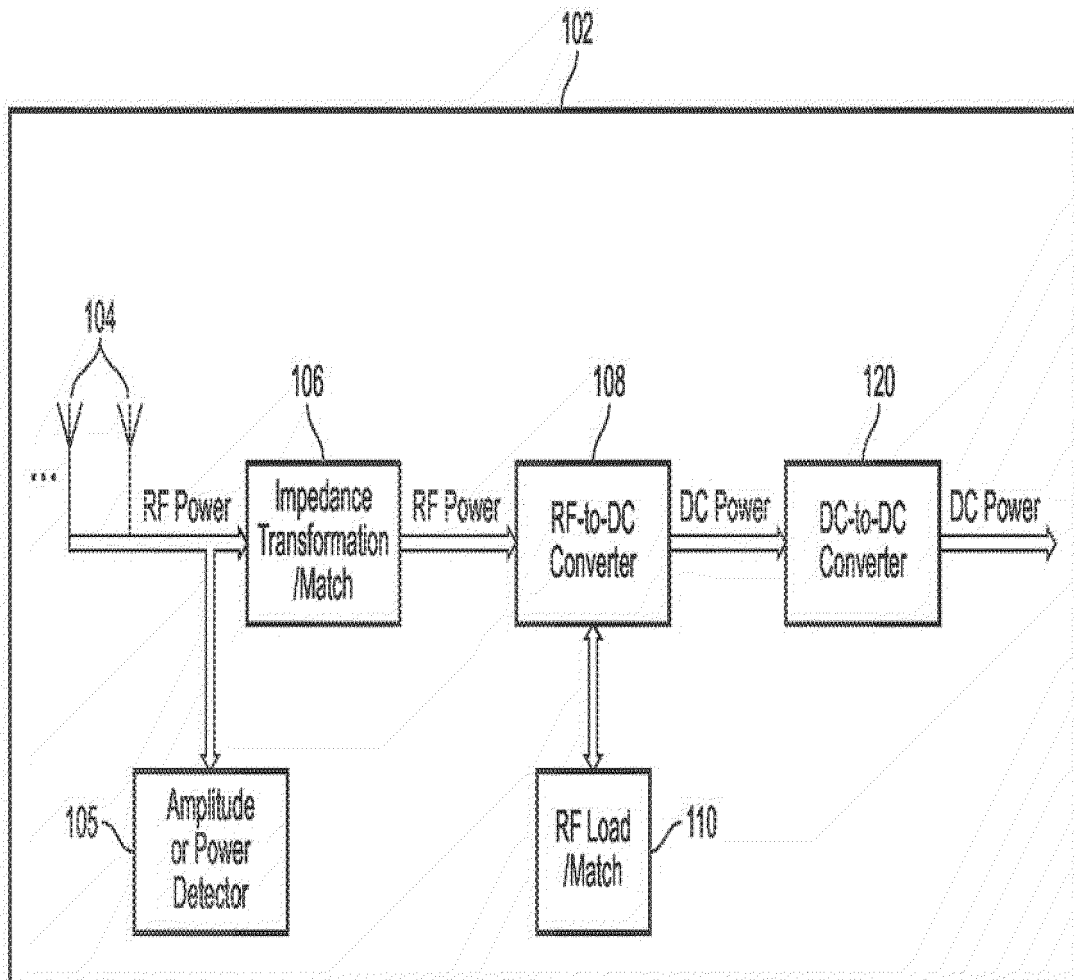 102
104
106
108
120
...
RF Power
Impedance
Transformation
/Match
RF Power
RF-to-DC
Converter
DC Power
DC-to-DC
Converter
DC Power
105
Amplitude
or Power
Detector
RF Load
/Match
110